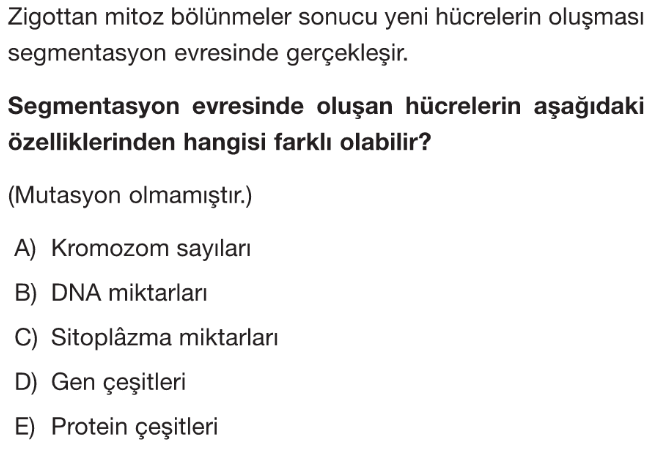 Zigottan mitoz bölünmeler sonucu yeni hücrelerin oluşması
segmentasyon evresinde gerçekleşir.
Segmentasyon evresinde oluşan hücrelerin aşağıdaki
özelliklerinden hangisi farklı olabilir?
(Mutasyon olmamıştır.)
A) Kromozom sayıları
B) DNA miktarları
C) Sitoplâzma miktarları
D) Gen çeşitleri
E) Protein çeşitleri